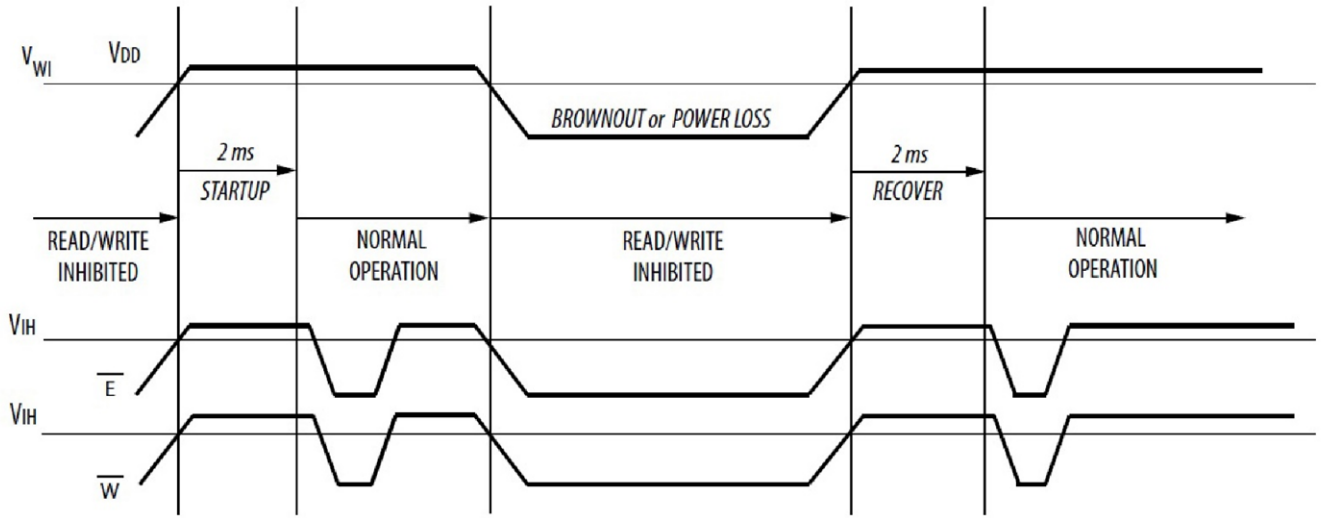 VWI VDD
BROWNOUT or POWER LOSS
2 ms
STARTUP
2 ms
RECOVER
READ/WRITE
INHIBITED
NORMAL
OPERATION
READ/WRITE
INHIBITED
NORMAL
OPERATION
VIH
E
VIH
W